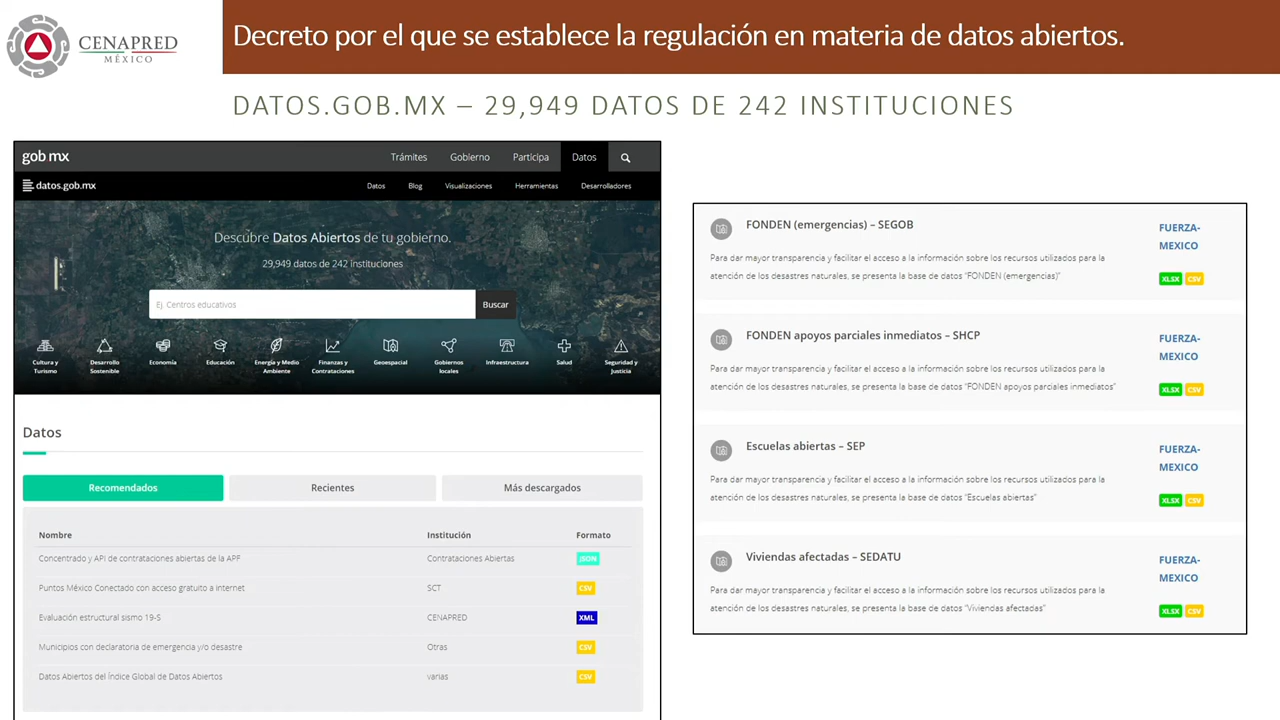 CENAPRED
MÉXICO
Decreto por el que se establece la regulación en materia de datos abiertos.
DATOS.GOB.MX – 29,949 DATOS DE 242 INSTITUCIONES
gob mx
Trámites Gobierno Participa Datos
datos.gob.mx
Datos Blog Visualizaciones Herramientas Desarrolladores
Descubre Datos Abiertos de tu gobierno.
29,949 datos de 242 instituciones
Ej. Centros educativos
Buscar
Cultura y Turismo
Desarrollo Sostenible
Economía
Educación
Energía y Medio Ambiente
Finanzas y Contrataciones
Geoespacial
Gobiernos locales
Infraestructura
Salud
Seguridad y Justicia
Datos
Recomendados Recientes Más descargados
Nombre Institución Formato
Concentrado y API de contrataciones abiertas de la APF Contrataciones Abiertas JSON
Puntos México Conectado con acceso gratuito a internet SCT CSV
Evaluación estructural sismo 19-S CENAPRED XML
Municipios con declaratoria de emergencia y/o desastre Otras CSV
Datos Abiertos del Índice Global de Datos Abiertos varias CSV
FONDEN (emergencias) – SEGOB
Para dar mayor transparencia y facilitar el acceso a la información sobre los recursos utilizados para la
atención de los desastres naturales, se presenta la base de datos “FONDEN (emergencias)”
FUERZA-
MEXICO
XLSX CSV
FONDEN apoyos parciales inmediatos – SHCP
Para dar mayor transparencia y facilitar el acceso a la información sobre los recursos utilizados para la
atención de los desastres naturales, se presenta la base de datos “FONDEN apoyos parciales inmediatos”
FUERZA-
MEXICO
XLSX CSV
Escuelas abiertas – SEP
Para dar mayor transparencia y facilitar el acceso a la información sobre los recursos utilizados para la
atención de los desastres naturales, se presenta la base de datos “Escuelas abiertas”
FUERZA-
MEXICO
XLSX CSV
Viviendas afectadas – SEDATU
Para dar mayor transparencia y facilitar el acceso a la información sobre los recursos utilizados para la
atención de los desastres naturales, se presenta la base de datos “Viviendas afectadas”
FUERZA-
MEXICO
XLSX CSV